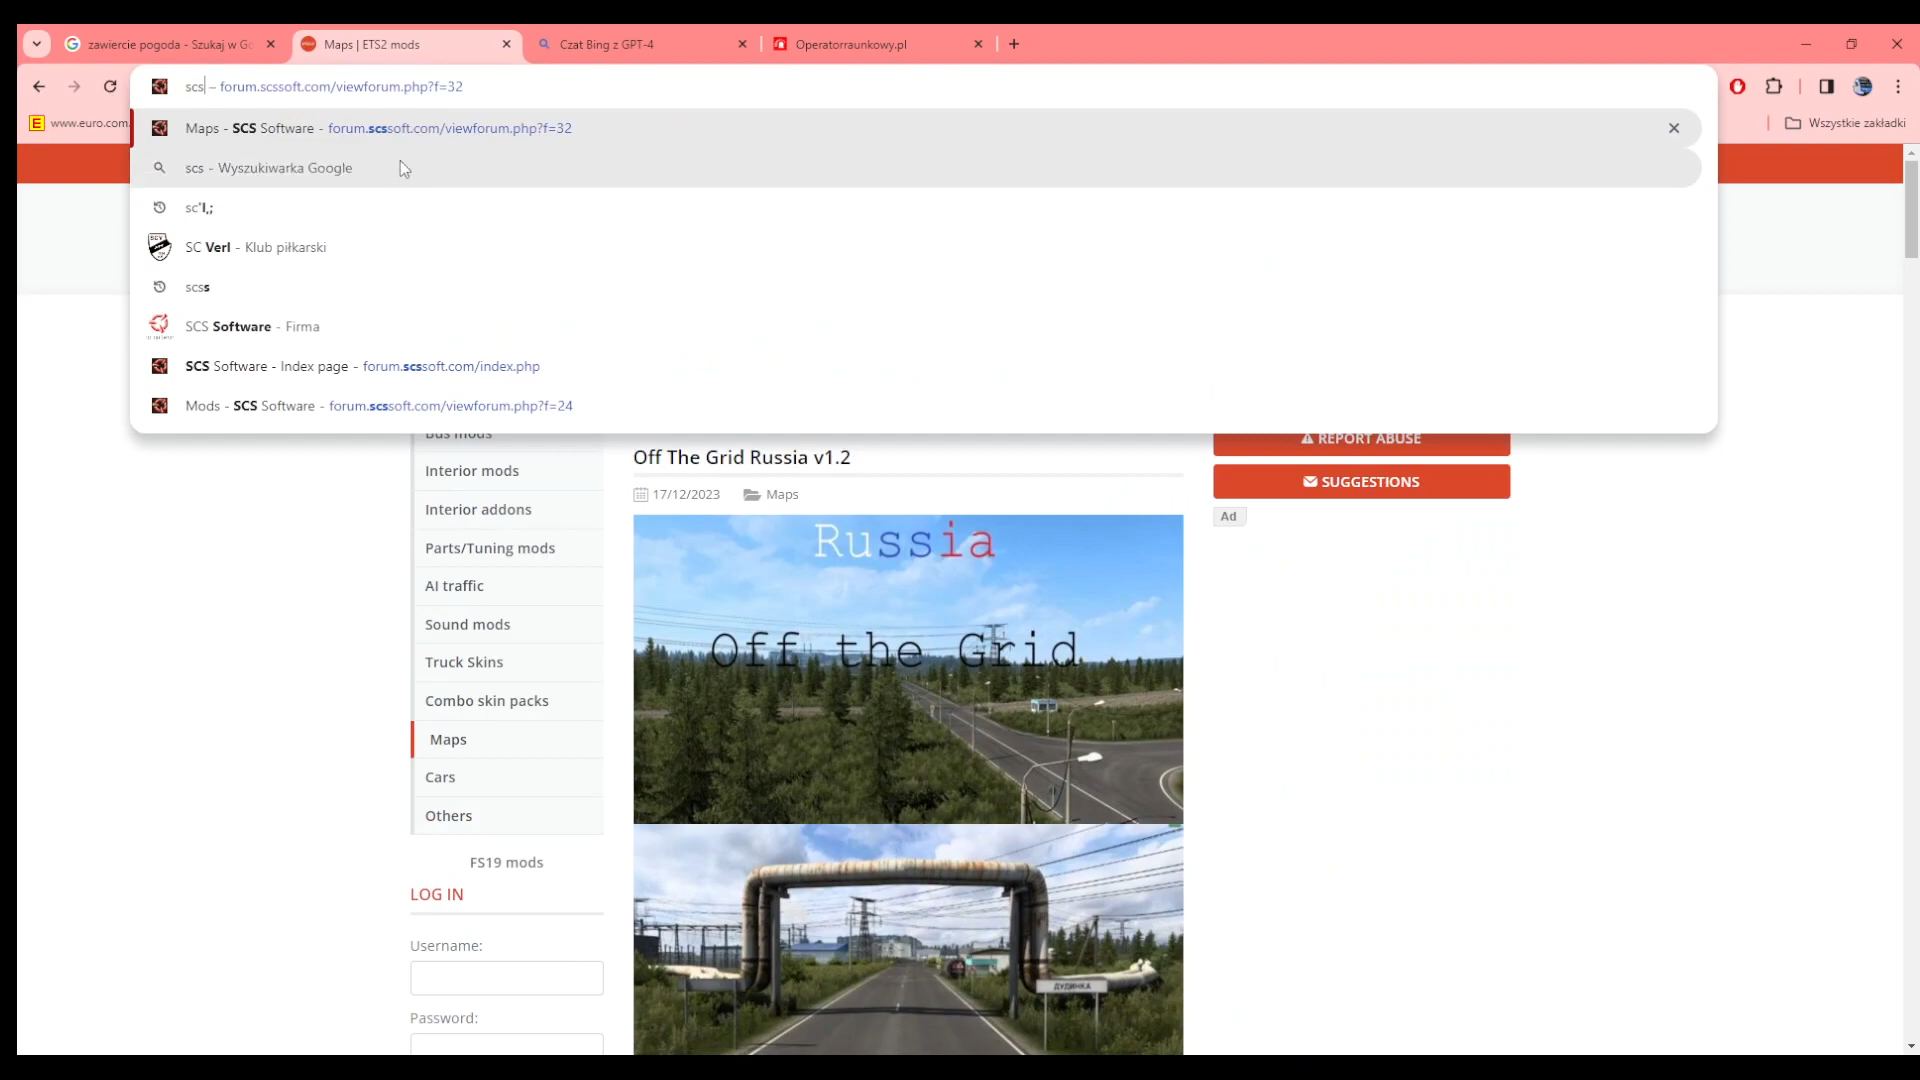 zawiercie pogoda - Szukaj w Go
Maps | ETS2 mods
Czat Bing z GPT-4
Operatorraunkowy.pl
scs – forum.scssoft.com/viewforum.php?f=32
E www.euro.com.
Wszystkie zakładki
Maps - SCS Software - forum.scssoft.com/viewforum.php?f=32
scs - Wyszukiwarka Google
sc'l,;
SC Verl - Klub piłkarski
scss
SCS Software - Firma
SCS Software - Index page - forum.scssoft.com/index.php
Mods - SCS Software - forum.scssoft.com/viewforum.php?f=24
Bus mods
Interior mods
Interior addons
Parts/Tuning mods
AI traffic
Sound mods
Truck Skins
Combo skin packs
Maps
Cars
Others
FS19 mods
LOG IN
Username:
Password:
Off The Grid Russia v1.2
17/12/2023 Maps
Russia
Off the Grid
ДУДИНКА
REPORT ABUSE
SUGGESTIONS
Ad